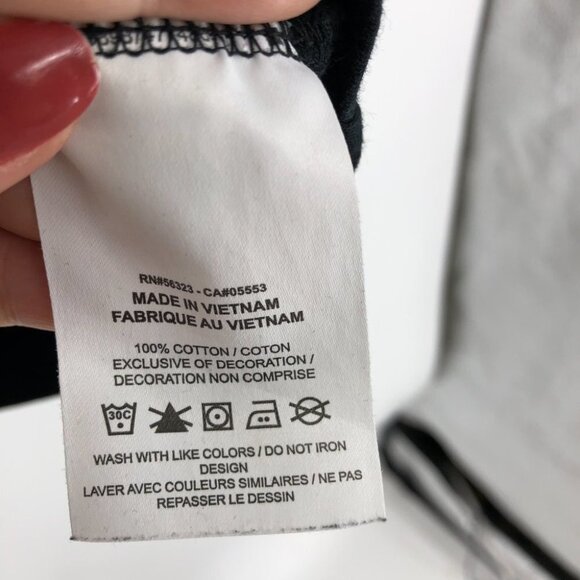 RN#56323 - CA#05553
MADE IN VIETNAM
FABRIQUE AU VIETNAM
100% COTTON / COTON
EXCLUSIVE OF DECORATION /
DECORATION NON COMPRISE
30C
WASH WITH LIKE COLORS / DO NOT IRON
DESIGN
LAVER AVEC COULEURS SIMILAIRES / NE PAS
REPASSER LE DESSIN